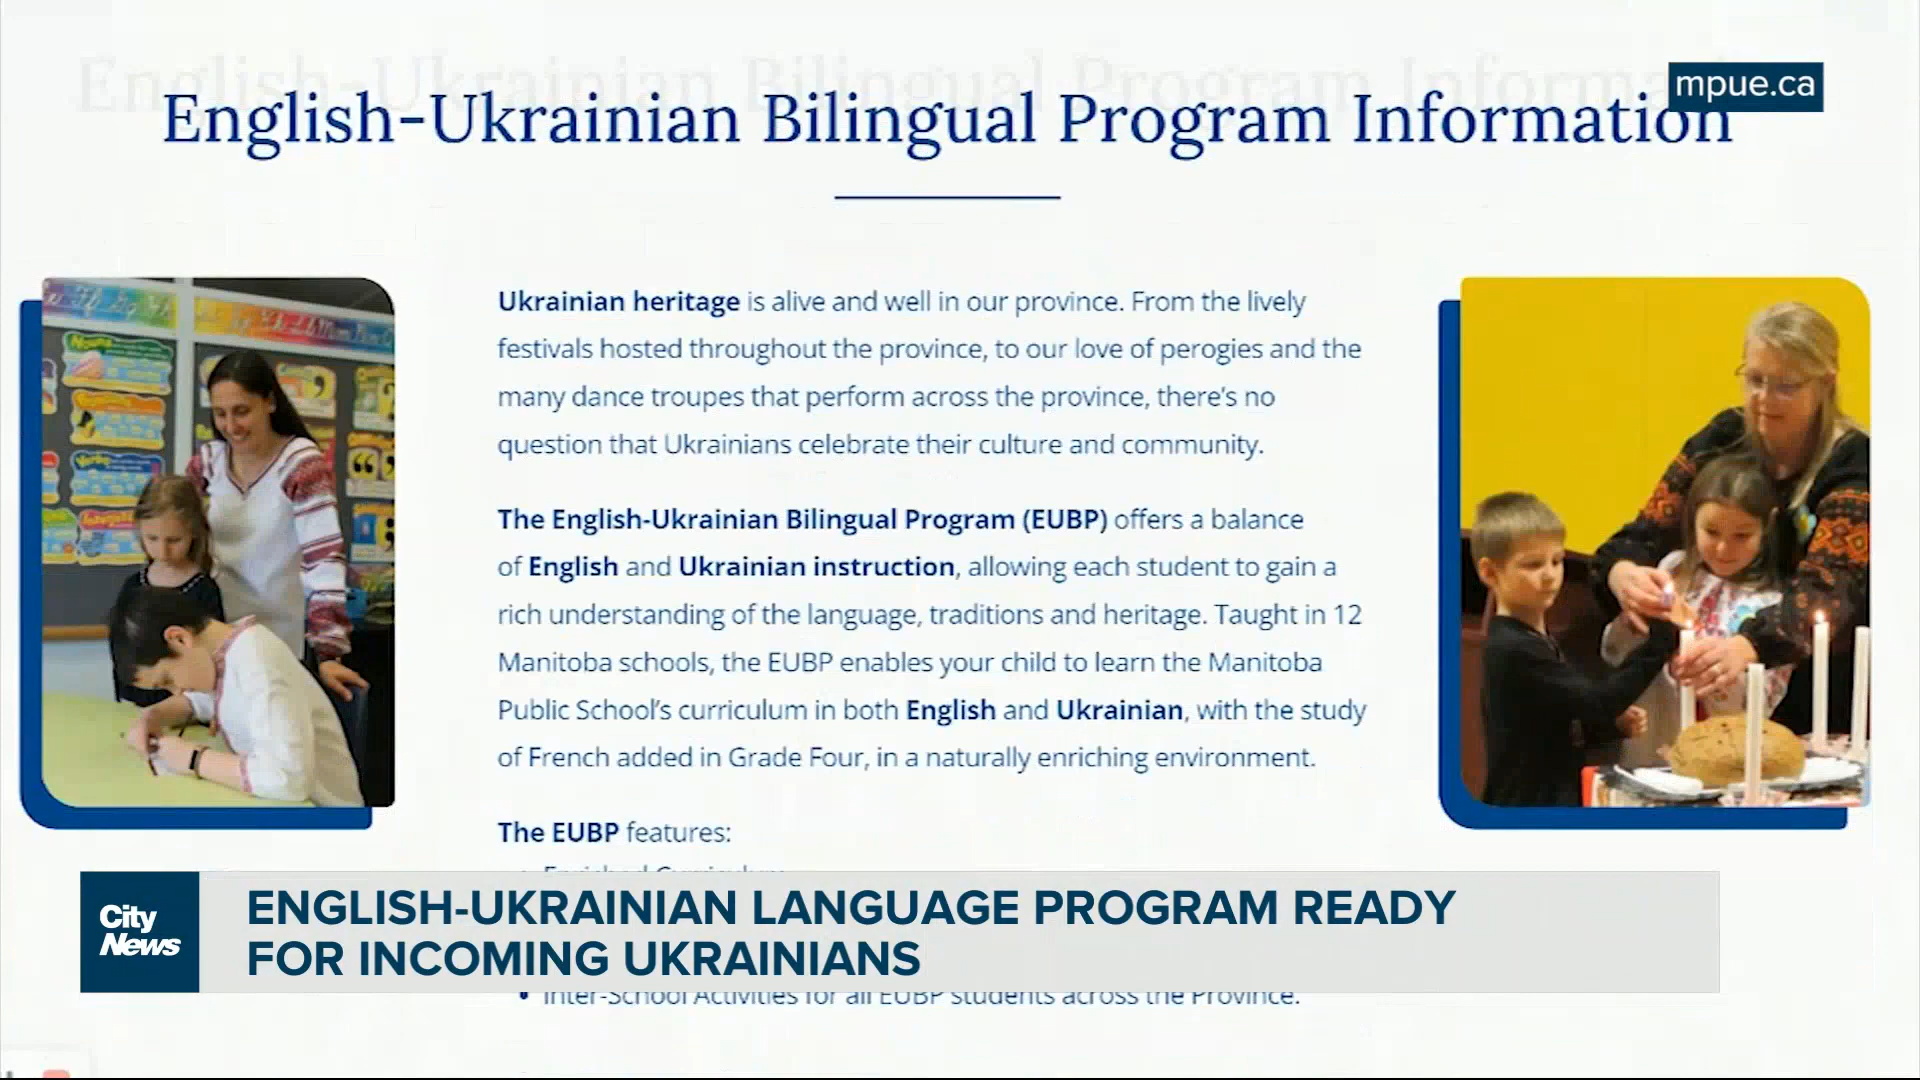 mpue.ca
English-Ukrainian Bilingual Program Information
Ukrainian heritage is alive and well in our province. From the lively
festivals hosted throughout the province, to our love of perogies and the
many dance troupes that perform across the province, there's no
question that Ukrainians celebrate their culture and community.
The English-Ukrainian Bilingual Program (EUBP) offers a balance
of English and Ukrainian instruction, allowing each student to gain a
rich understanding of the language, traditions and heritage. Taught in 12
Manitoba schools, the EUBP enables your child to learn the Manitoba
Public School's curriculum in both English and Ukrainian, with the study
of French added in Grade Four, in a naturally enriching environment.
The EUBP features:
• Enriched Curriculum
City
News
ENGLISH-UKRAINIAN LANGUAGE PROGRAM READY
FOR INCOMING UKRAINIANS
• Inter-School Activities for all EUBP students across the Province.
Nouns
Verbs